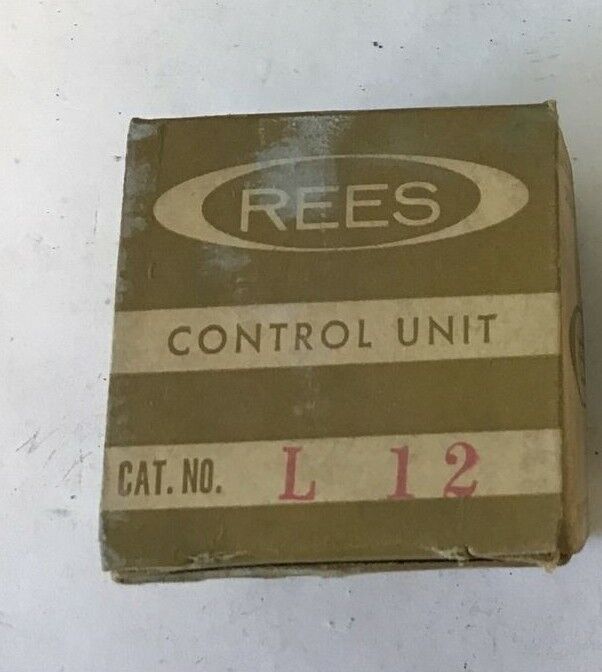 REES
CONTROL UNIT
CAT. NO. L 12